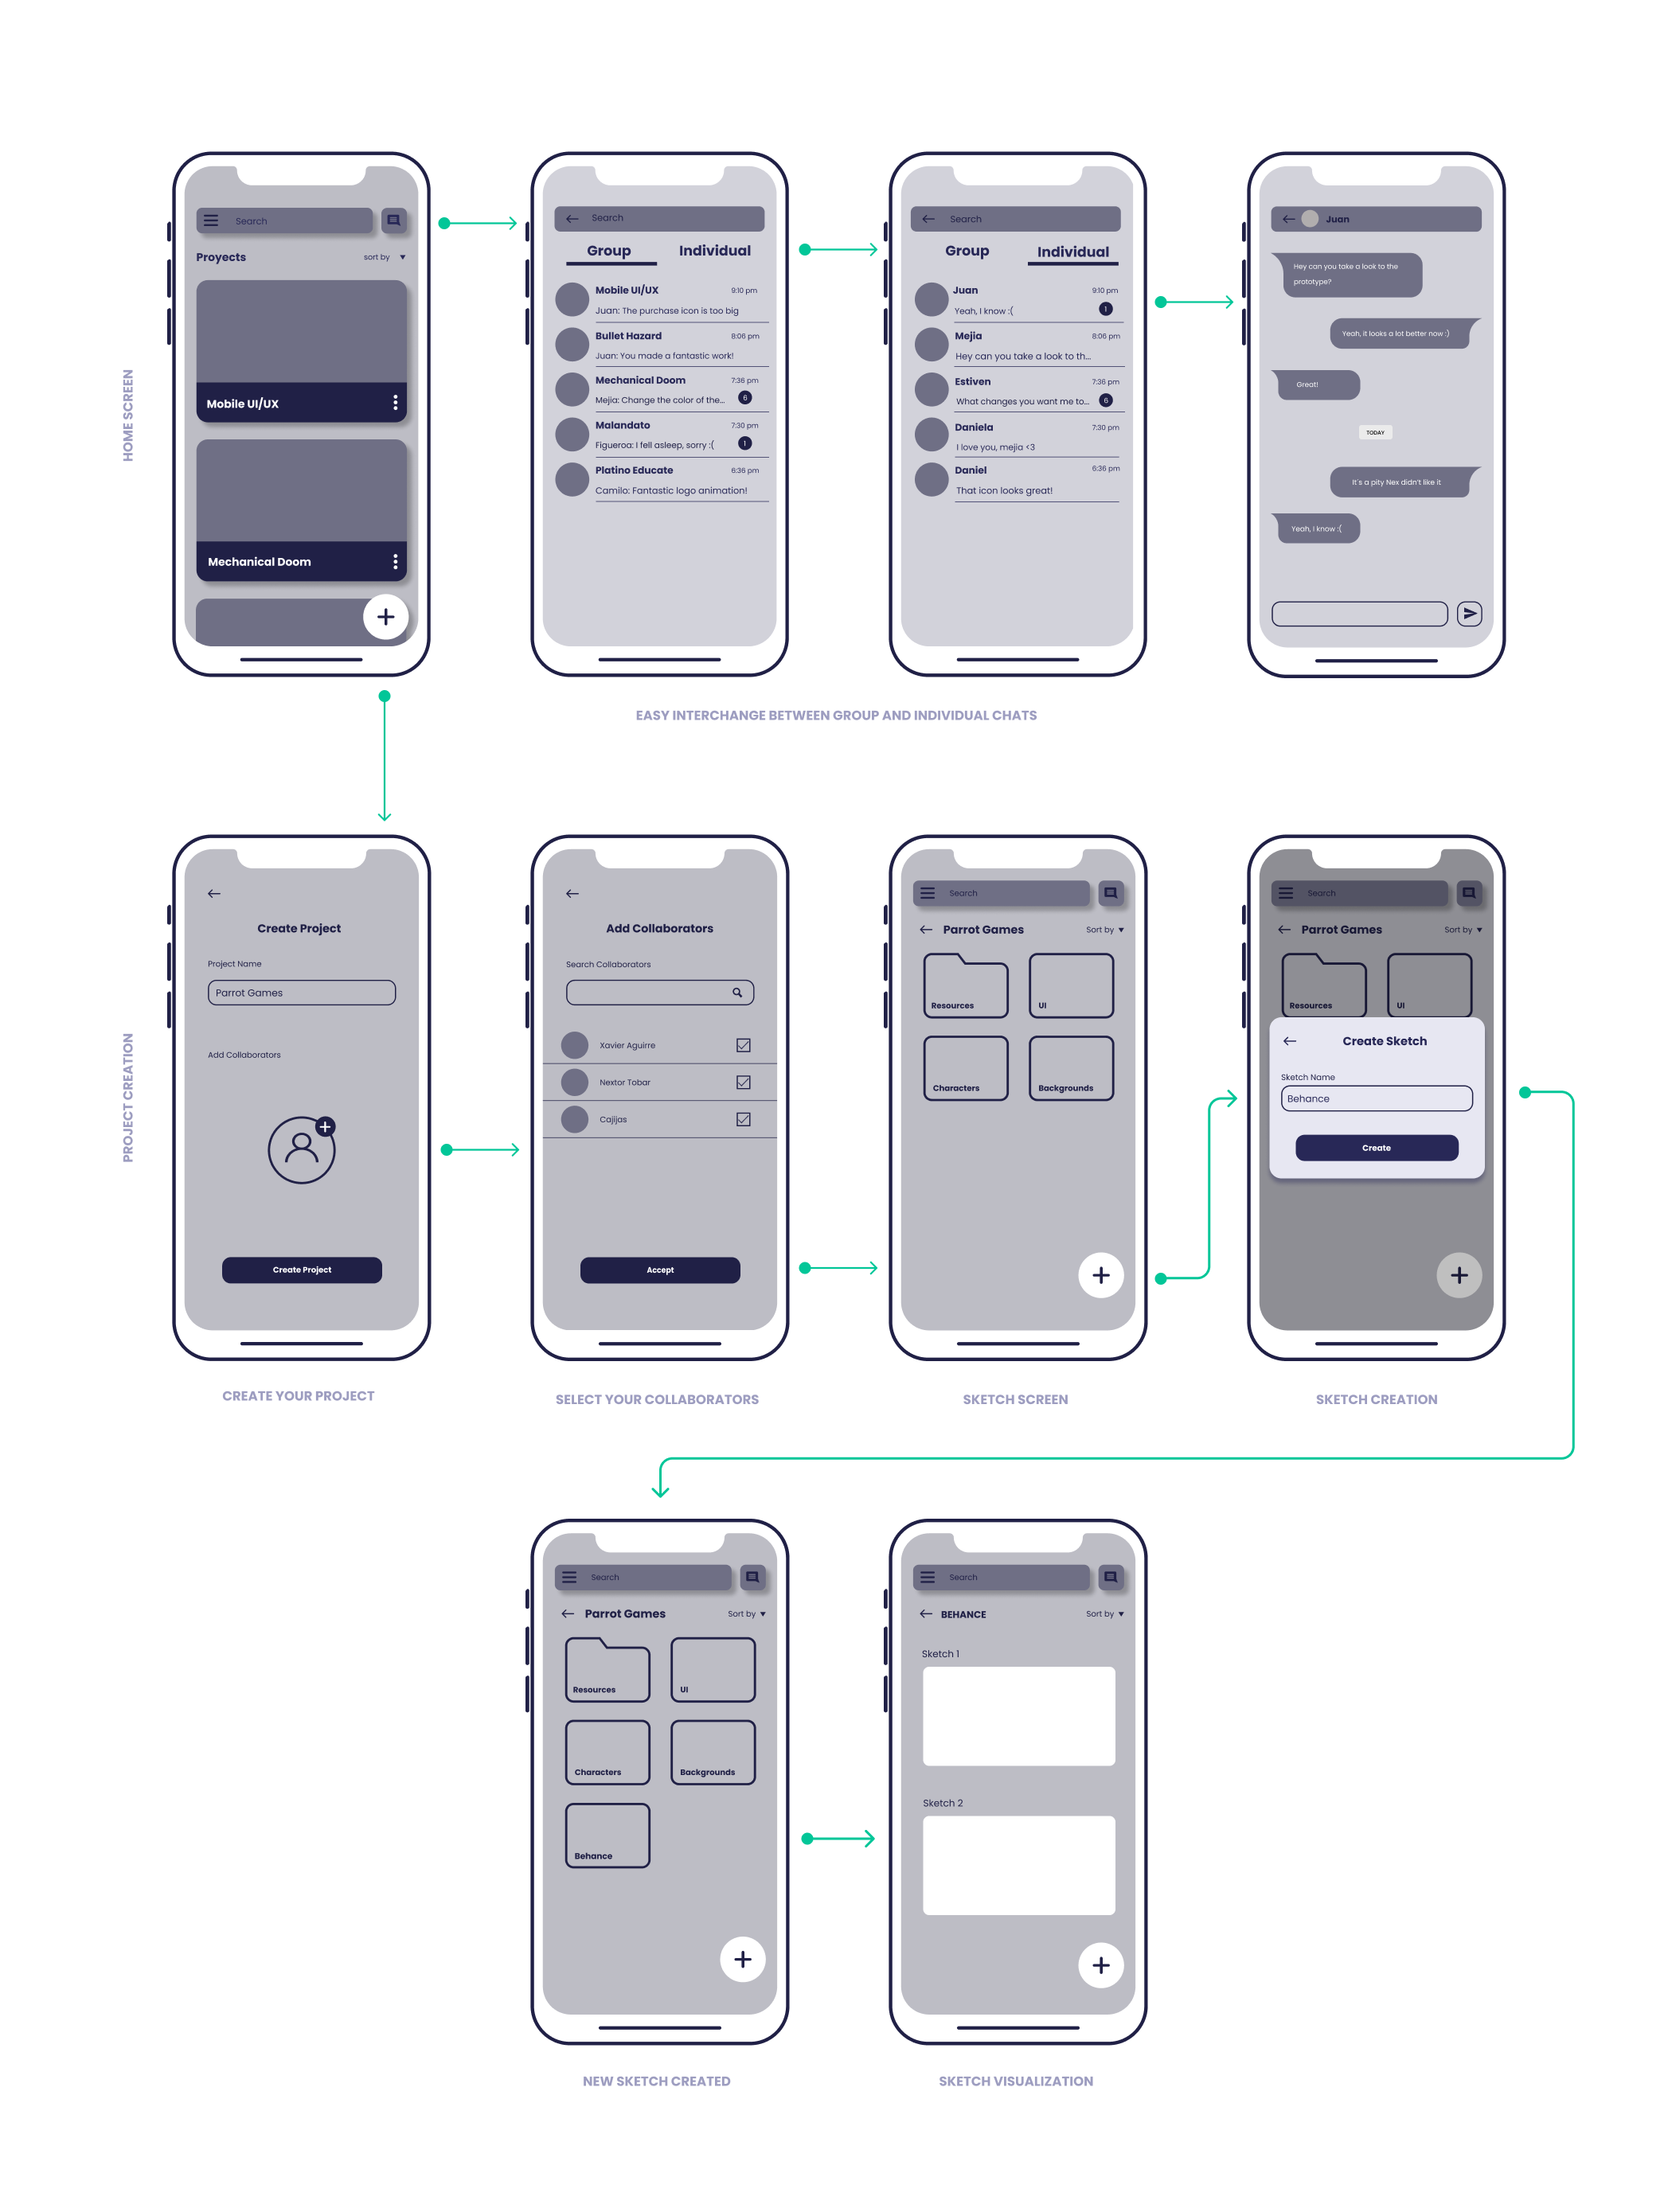 HOME SCREEN
Search
Proyects
sort by
Mobile UI/UX
Mechanical Doom
Search
Group
Individual
Mobile UI/UX
9:10 pm
Juan: The purchase icon is too big
Bullet Hazard
8:06 pm
Juan: You made a fantastic work!
Mechanical Doom
7:36 pm
Mejia: Change the color of the...
6
Malandato
7:30 pm
Figueroa: I fell asleep, sorry :(
1
Platino Educate
6:36 pm
Camilo: Fantastic logo animation!
Search
Group
Individual
Juan
9:10 pm
Yeah, I know :(
1
Mejia
8:06 pm
Hey can you take a look to th...
Estiven
7:36 pm
What changes you want me to...
6
Daniela
7:30 pm
I love you, mejia <3
Daniel
6:36 pm
That icon looks great!
Juan
Hey can you take a look to the
prototype?
Yeah, it looks a lot better now :)
Great!
TODAY
It´s a pity Nex didn't like it
Yeah, I know :(
EASY INTERCHANGE BETWEEN GROUP AND INDIVIDUAL CHATS
PROJECT CREATION
Create Project
Project Name
Parrot Games
Add Collaborators
Create Project
Add Collaborators
Search Collaborators
Xavier Aguirre
Nextor Tobar
Cajijas
Accept
Search
Parrot Games
Sort by
Resources
UI
Characters
Backgrounds
Search
Parrot Games
Sort by
Resources
UI
Create Sketch
Sketch Name
Behance
Create
CREATE YOUR PROJECT
SELECT YOUR COLLABORATORS
SKETCH SCREEN
SKETCH CREATION
Search
Parrot Games
Sort by
Resources
UI
Characters
Backgrounds
Behance
Search
BEHANCE
Sort by
Sketch 1
Sketch 2
NEW SKETCH CREATED
SKETCH VISUALIZATION